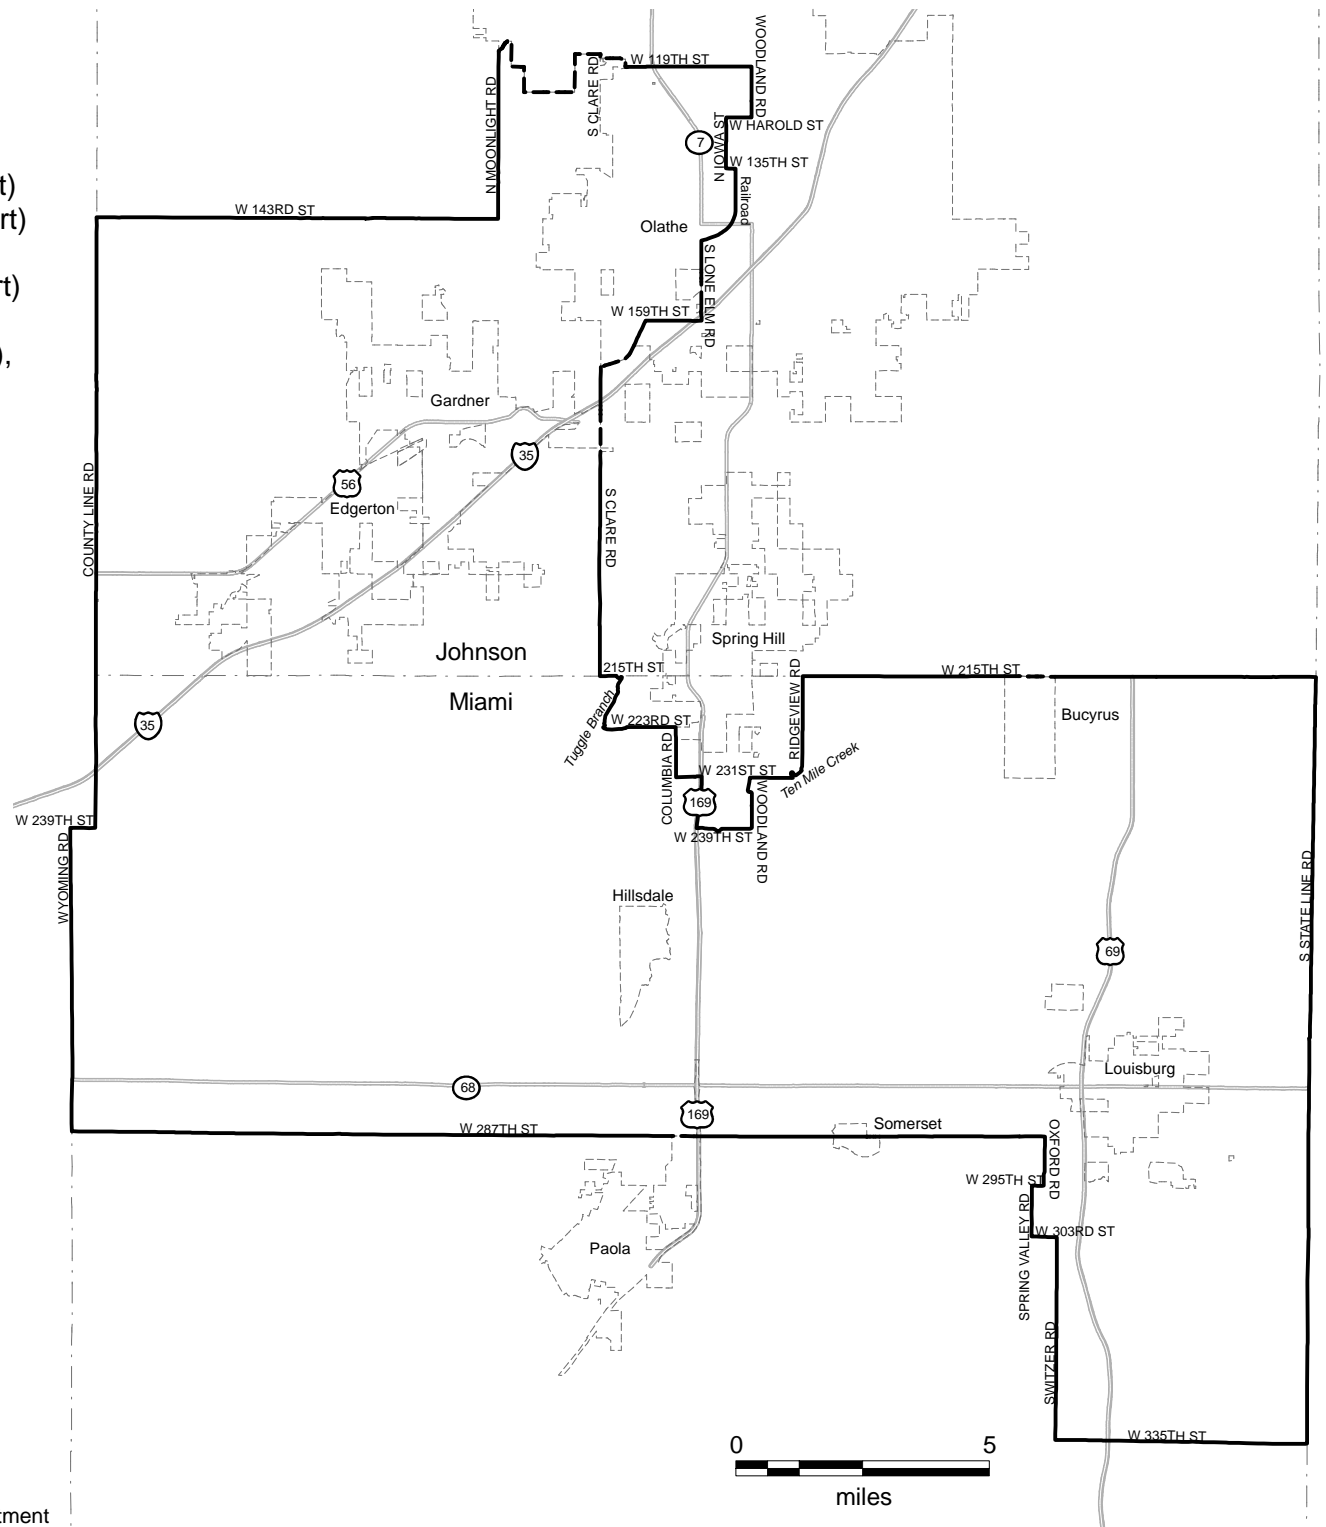 W 119TH ST
WOODLAND RD
S CLARE RD
N MOONLIGHT RD
N IOWA ST
W HAROLD ST
7
W 135TH ST
t)
Railroad
W 143RD ST
rt)
Olathe
S LONE ELM RD
rt)
W 159TH ST
),
Gardner
35
56
COUNTY LINE RD
Edgerton
S CLARE RD
Spring Hill
Johnson
215TH ST
W 215TH ST
RIDGEVIEW RD
Miami
Tuggle Branch
W 223RD ST
Bucyrus
35
COLUMBIA RD
W 231ST ST
Ten Mile Creek
169
WOODLAND RD
W 239TH ST
W 239TH ST
WYOMING RD
Hillsdale
S STATE LINE RD
69
Louisburg
68
169
W 287TH ST
Somerset
OXFORD RD
W 295TH ST
SPRING VALLEY RD
W 303RD ST
Paola
SWITZER RD
W 335TH ST
0 5
miles
tment